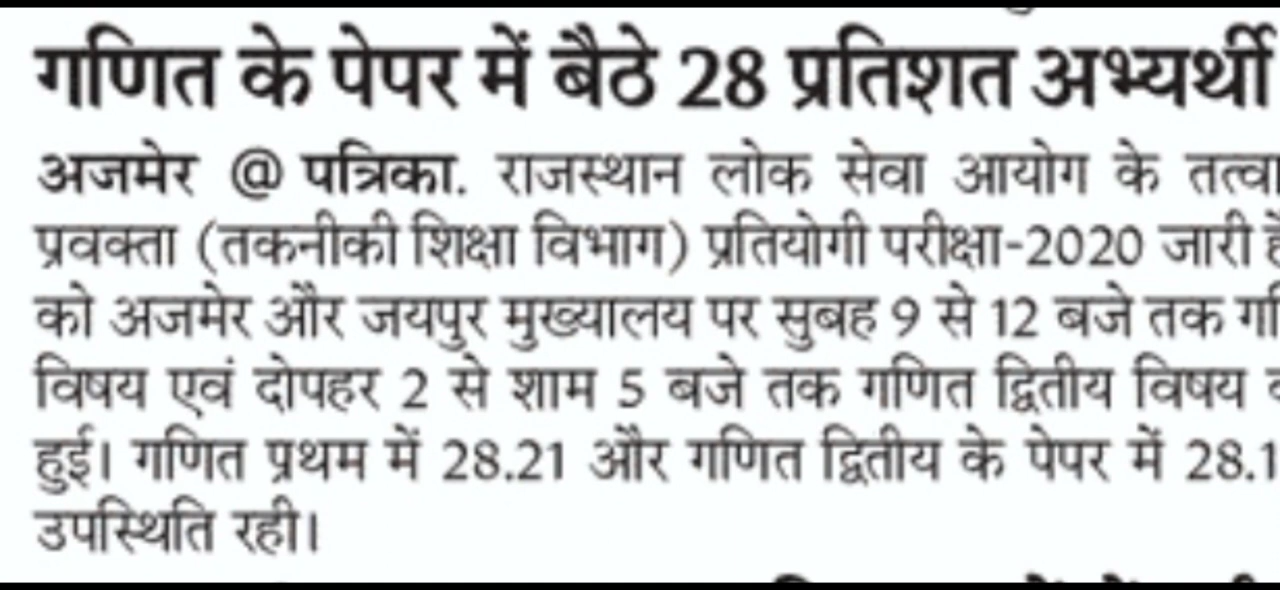 गणित के पेपर में बैठे 28 प्रतिशत अभ्यर्थी
अजमेर @ पत्रिका. राजस्थान लोक सेवा आयोग के
प्रवक्ता (तकनीकी शिक्षा विभाग) प्रतियोगी परीक्षा-2020 जारी
को अजमेर और जयपुर मुख्यालय पर सुबह 9 से 12 बजे तक
विषय एवं दोपहर 2 से शाम 5 बजे तक गणित द्वितीय विषय
हुई। गणित प्रथम में 28.21 और गणित द्वितीय के पेपर में 28.1
उपस्थिति रही।